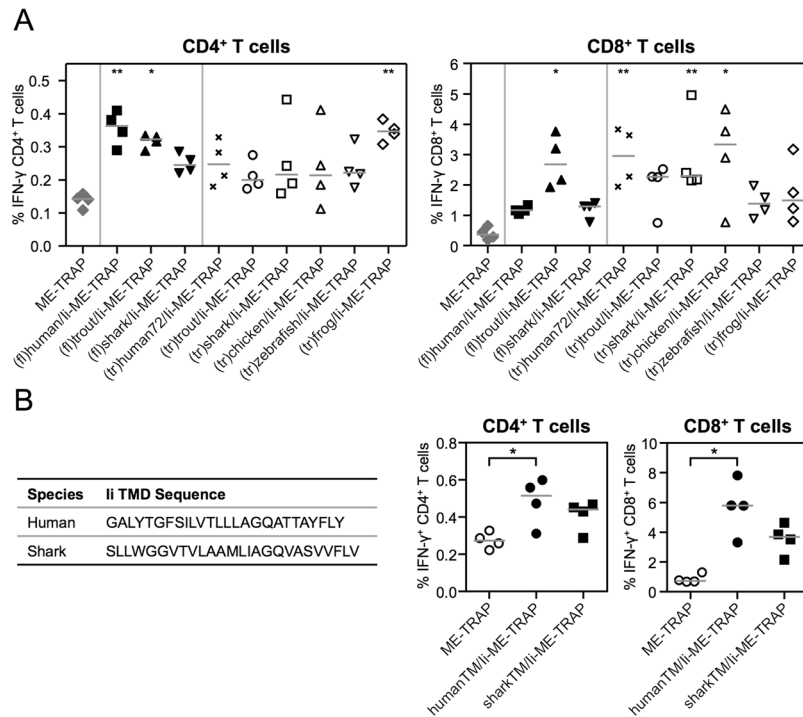 A
CD4+ T cells
CD8+ T cells
** * **
* ** ** *
% IFN-γ CD4+ T cells
0.5
0.4
0.3
0.2
0.1
0.0
% IFN-γ CD8+ T cells
6
5
4
3
2
1
0
ME-TRAP
(fl)human/Ii-ME-TRAP
(fl)trout/Ii-ME-TRAP
(fl)shark/Ii-ME-TRAP
(tr)human72/Ii-ME-TRAP
(tr)trout/Ii-ME-TRAP
(tr)shark/Ii-ME-TRAP
(tr)chicken/Ii-ME-TRAP
(tr)zebrafish/Ii-ME-TRAP
(tr)frog/Ii-ME-TRAP
ME-TRAP
(fl)human/Ii-ME-TRAP
(fl)trout/Ii-ME-TRAP
(fl)shark/Ii-ME-TRAP
(tr)human72/Ii-ME-TRAP
(tr)trout/Ii-ME-TRAP
(tr)shark/Ii-ME-TRAP
(tr)chicken/Ii-ME-TRAP
(tr)zebrafish/Ii-ME-TRAP
(tr)frog/Ii-ME-TRAP
B
Species Ii TMD Sequence
Human GALYTGFSILVTLLLAGQATTAYFLY
Shark SLLWGGVTVLAAMLIAGQVASVVFLV
CD4+ T cells
CD8+ T cells
*
*
% IFN-γ+ CD4+ T cells
0.8
0.6
0.4
0.2
0.0
% IFN-γ+ CD8+ T cells
10
8
6
4
2
0
ME-TRAP
humanTM/Ii-ME-TRAP
sharkTM/Ii-ME-TRAP
ME-TRAP
humanTM/Ii-ME-TRAP
sharkTM/Ii-ME-TRAP